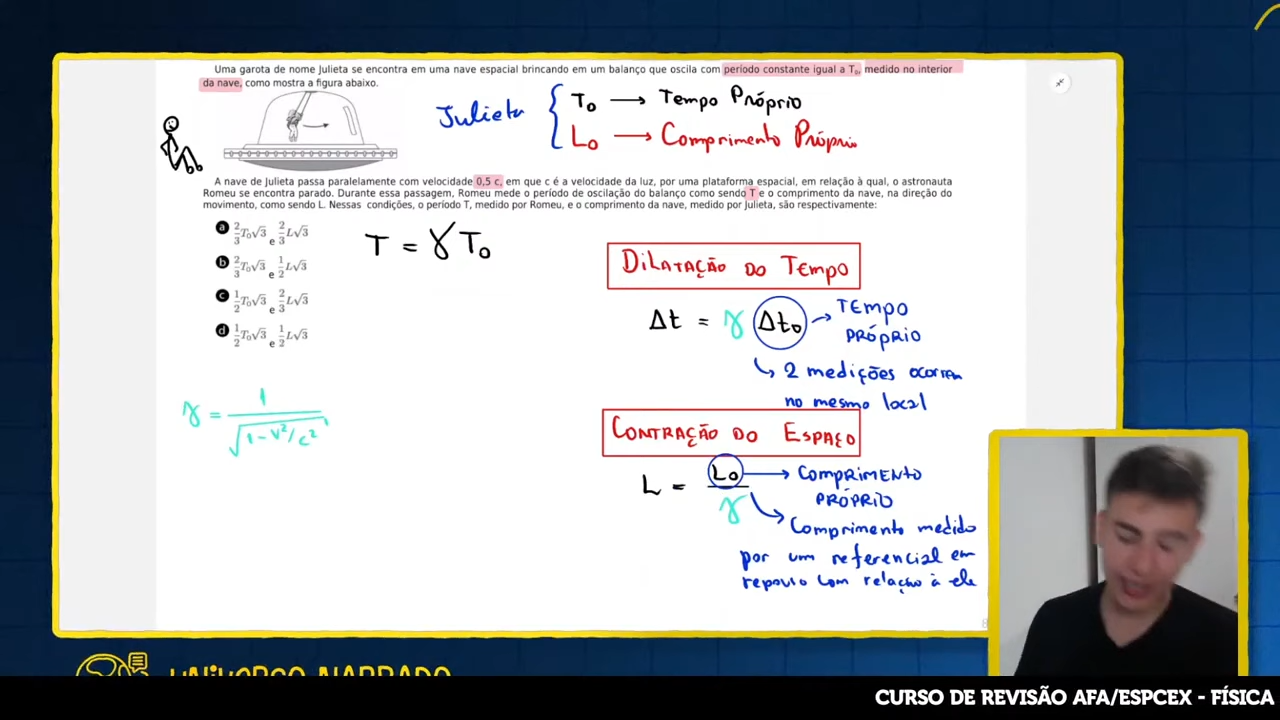 Uma garota de nome Julieta se encontra em uma nave espacial brincando em um balanço que oscila com período constante igual a T₀, medido no interior
da nave, como mostra a figura abaixo.
Julieta { T₀ → Tempo Próprio
L₀ → Comprimento Próprio
A nave de Julieta passa paralelamente com velocidade 0,5 c, em que c é a velocidade da luz, por uma plataforma espacial, em relação à qual, o astronauta
Romeu se encontra parado. Durante essa passagem, Romeu mede o período de oscilação do balanço como sendo T e o comprimento da nave, na direção do
movimento, como sendo L. Nessas condições, o período T, medido por Romeu, e o comprimento da nave, medido por Julieta, são respectivamente:
a 2/3 T₀√3 e 2/3 L√3
b 2/3 T₀√3 e 1/2 L√3
c 1/2 T₀√3 e 2/3 L√3
d 1/2 T₀√3 e 1/2 L√3
T = γ T₀
γ = 1/√(1 - v²/c²)
DILATAÇÃO DO TEMPO
Δt = γ Δt₀ → TEMPO
PRÓPRIO
↳ 2 medições ocorrem
no mesmo local
CONTRAÇÃO DO ESPAÇO
L = L₀/γ → COMPRIMENTO
PRÓPRIO
↳ Comprimento medido
por um referencial em
repouso com relação à ele
8
UNIVERSO NARRADO
CURSO DE REVISÃO AFA/ESPCEX - FÍSICA